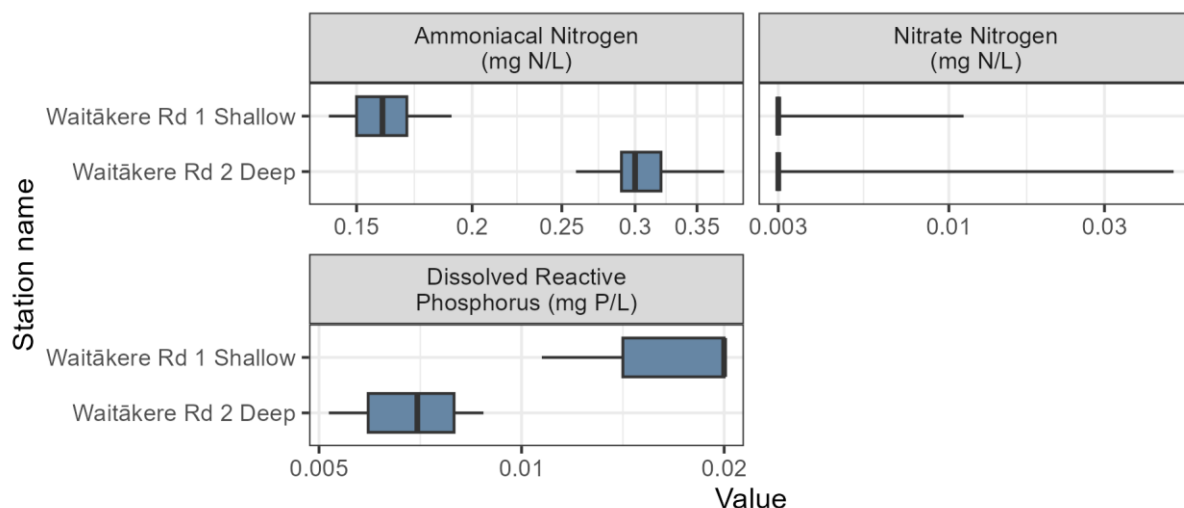 Ammoniacal Nitrogen
(mg N/L)
Nitrate Nitrogen
(mg N/L)
Waitākere Rd 1 Shallow
Waitākere Rd 2 Deep
0.15 0.2 0.25 0.3 0.35
0.003 0.01 0.03
Station name
Dissolved Reactive
Phosphorus (mg P/L)
Waitākere Rd 1 Shallow
Waitākere Rd 2 Deep
0.005 0.01 0.02
Value